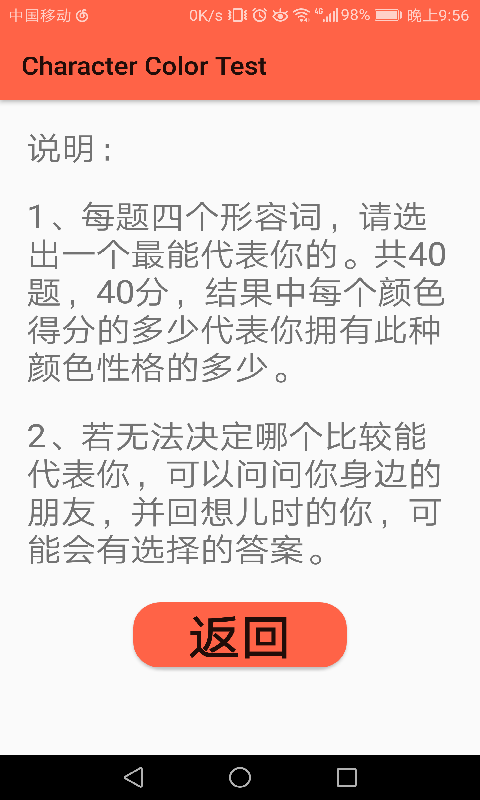 中国移动 0K/s 4G 98% 晚上9:56
Character Color Test
说明：
1、每题四个形容词，请选
出一个最能代表你的。共40
题，40分，结果中每个颜色
得分的多少代表你拥有此种
颜色性格的多少。
2、若无法决定哪个比较能
代表你，可以问问你身边的
朋友，并回想儿时的你，可
能会有选择的答案。
返回